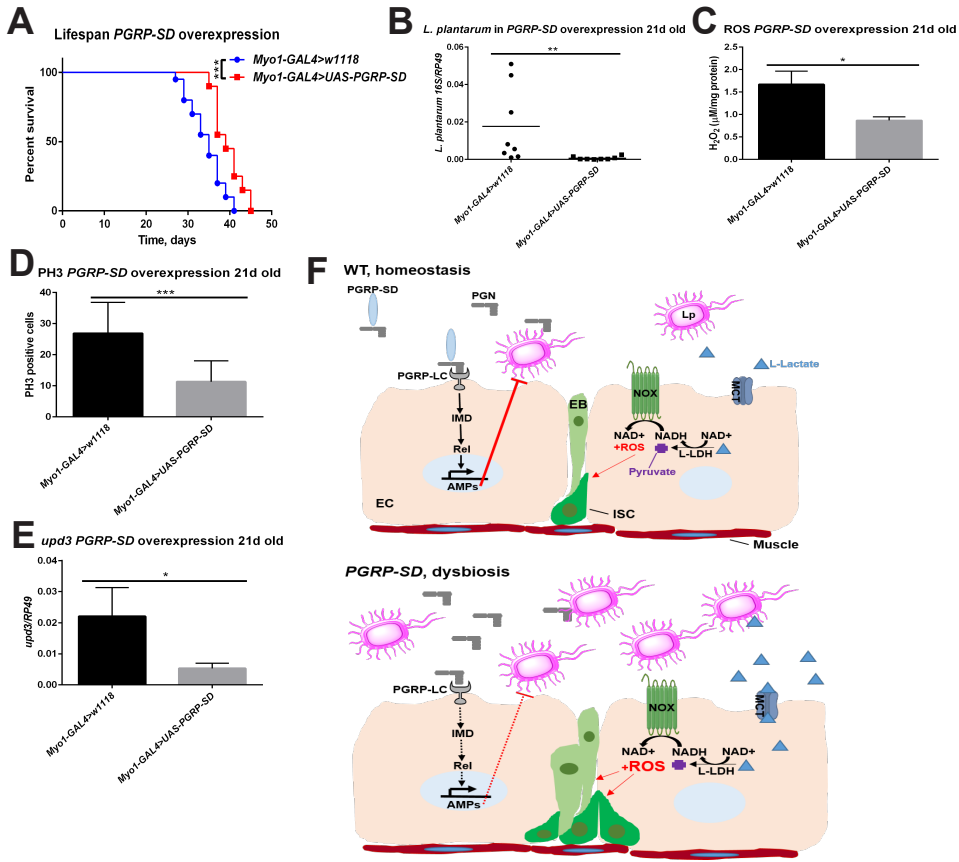 A
Lifespan PGRP-SD overexpression
***
Myo1-GAL4>w1118
Myo1-GAL4>UAS-PGRP-SD
Percent survival
100
50
0
0 10 20 30 40 50
Time, days
B
L. plantarum in PGRP-SD overexpression 21d old
L. plantarum 16S/RP49
0.06
0.04
0.02
0.00
**
Myo1-GAL4>w1118
Myo1-GAL4>UAS-PGRP-SD
C
ROS PGRP-SD overexpression 21d old
H2O2 (µM/mg protein)
2.5
2.0
1.5
1.0
0.5
0.0
*
Myo1-GAL4>w1118
Myo1-GAL4>UAS-PGRP-SD
D
PH3 PGRP-SD overexpression 21d old
PH3 positive cells
40
30
20
10
0
***
Myo1-GAL4>w1118
Myo1-GAL4>UAS-PGRP-SD
E
upd3 PGRP-SD overexpression 21d old
upd3/RP49
0.04
0.03
0.02
0.01
0.00
*
Myo1-GAL4>w1118
Myo1-GAL4>UAS-PGRP-SD
F
WT, homeostasis
PGRP-SD
PGN
Lp
L-Lactate
PGRP-LC
MCT
NOX
EB
IMD
NAD+ NADH NAD+
+ROS
L-LDH
Rel
Pyruvate
AMPs
EC
ISC
Muscle
PGRP-SD, dysbiosis
PGRP-LC
MCT
NOX
IMD
NAD+ NADH NAD+
+ROS
L-LDH
Rel
AMPs